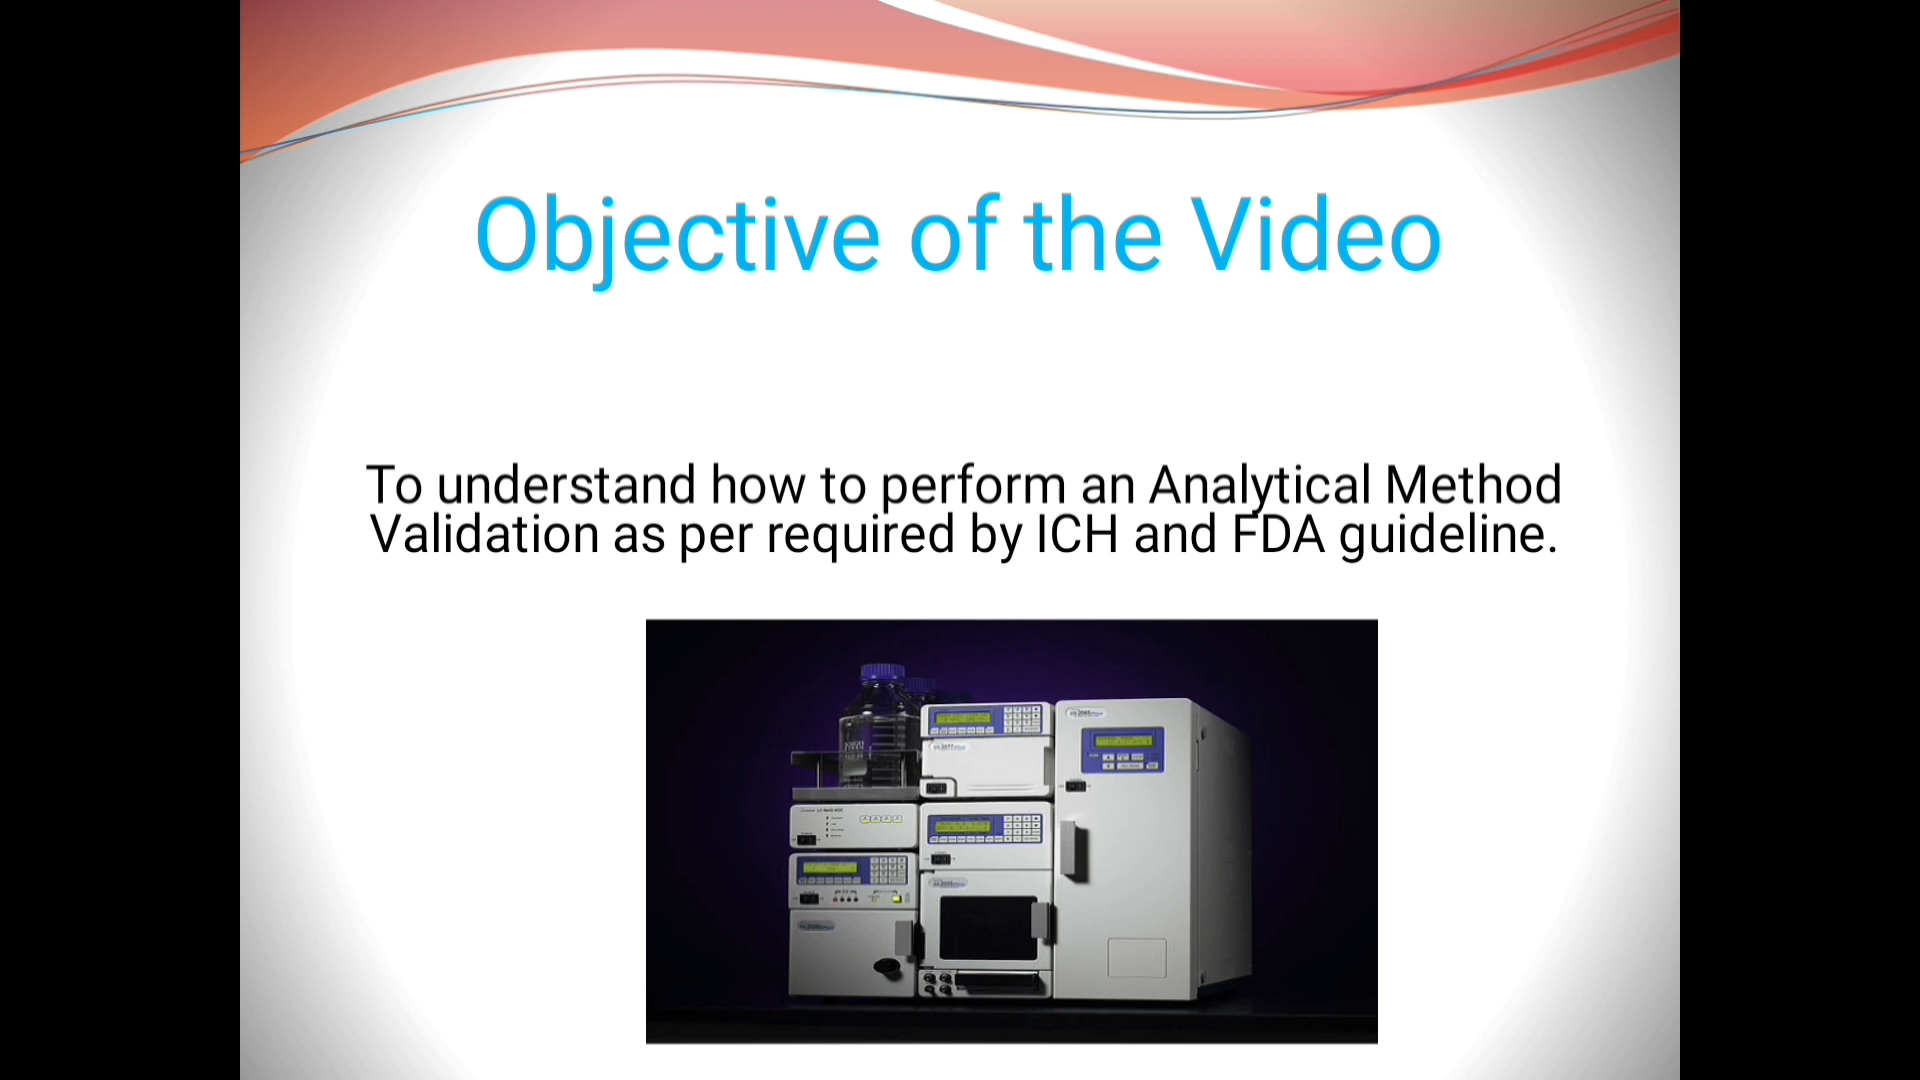 Objective of the Video
To understand how to perform an Analytical Method
Validation as per required by ICH and FDA guideline.